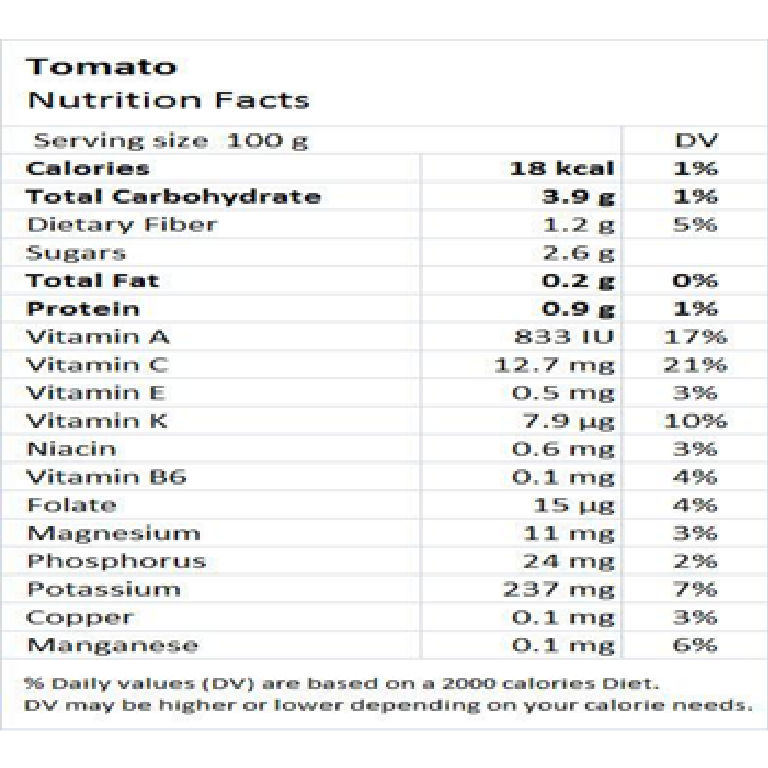 Tomato
Nutrition Facts
Serving size 100 g DV
Calories 18 kcal 1%
Total Carbohydrate 3.9 g 1%
Dietary Fiber 1.2 g 5%
Sugars 2.6 g
Total Fat 0.2 g 0%
Protein 0.9 g 1%
Vitamin A 833 IU 17%
Vitamin C 12.7 mg 21%
Vitamin E 0.5 mg 3%
Vitamin K 7.9 µg 10%
Niacin 0.6 mg 3%
Vitamin B6 0.1 mg 4%
Folate 15 µg 4%
Magnesium 11 mg 3%
Phosphorus 24 mg 2%
Potassium 237 mg 7%
Copper 0.1 mg 3%
Manganese 0.1 mg 6%
% Daily values (DV) are based on a 2000 calories Diet.
DV may be higher or lower depending on your calorie needs.